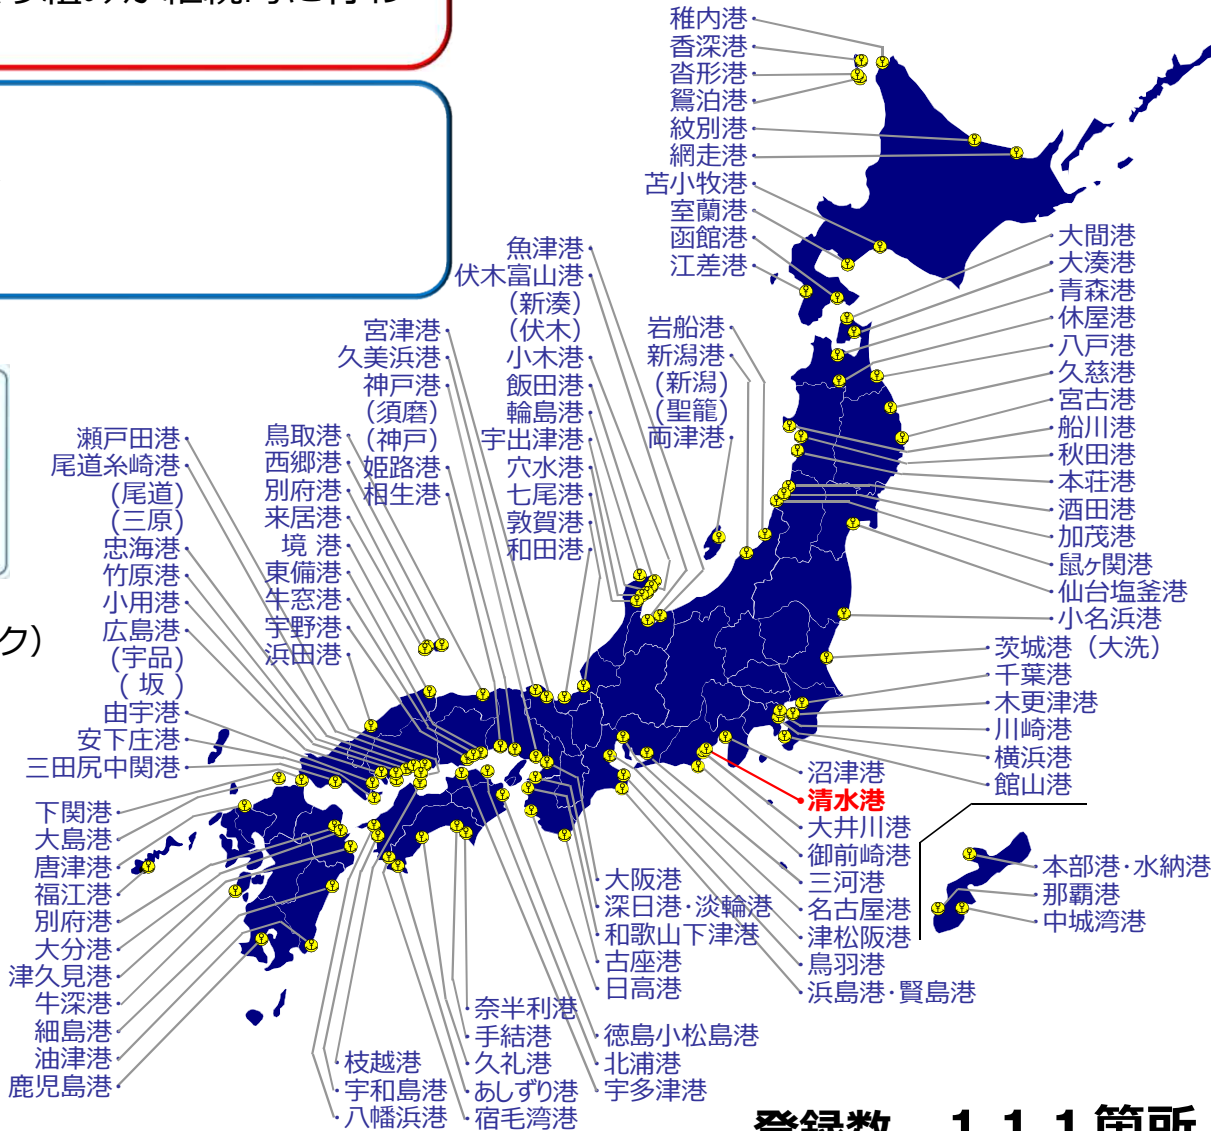 稚内港
香深港
沓形港
鴛泊港
紋別港
網走港
苫小牧港
室蘭港
函館港
江差港
大間港
大湊港
青森港
休屋港
八戸港
久慈港
宮古港
船川港
秋田港
本荘港
酒田港
加茂港
鼠ヶ関港
仙台塩釜港
小名浜港
茨城港（大洗）
千葉港
木更津港
川崎港
横浜港
館山港
魚津港
伏木富山港
（新湊）
（伏木）
小木港
飯田港
輪島港
宇出津港
穴水港
七尾港
敦賀港
和田港
岩船港
新潟港
（新潟）
（聖籠）
両津港
宮津港
久美浜港
神戸港
（須磨）
（神戸）
姫路港
相生港
鳥取港
西郷港
別府港
来居港
境 港
東備港
牛窓港
宇野港
浜田港
瀬戸田港
尾道糸崎港
（尾道）
（三原）
忠海港
竹原港
小用港
広島港
（宇品）
（ 坂 ）
由宇港
安下庄港
三田尻中関港
ク）
下関港
大島港
唐津港
福江港
別府港
大分港
津久見港
牛深港
細島港
油津港
鹿児島港
枝越港
宇和島港
八幡浜港
奈半利港
手結港
久礼港
あしずり港
宿毛湾港
徳島小松島港
北浦港
宇多津港
大阪港
深日港・淡輪港
和歌山下津港
古座港
日高港
沼津港
清水港
大井川港
御前崎港
三河港
名古屋港
津松阪港
鳥羽港
浜島港・賢島港
本部港・水納港
那覇港
中城湾港
登録数 １１１箇所